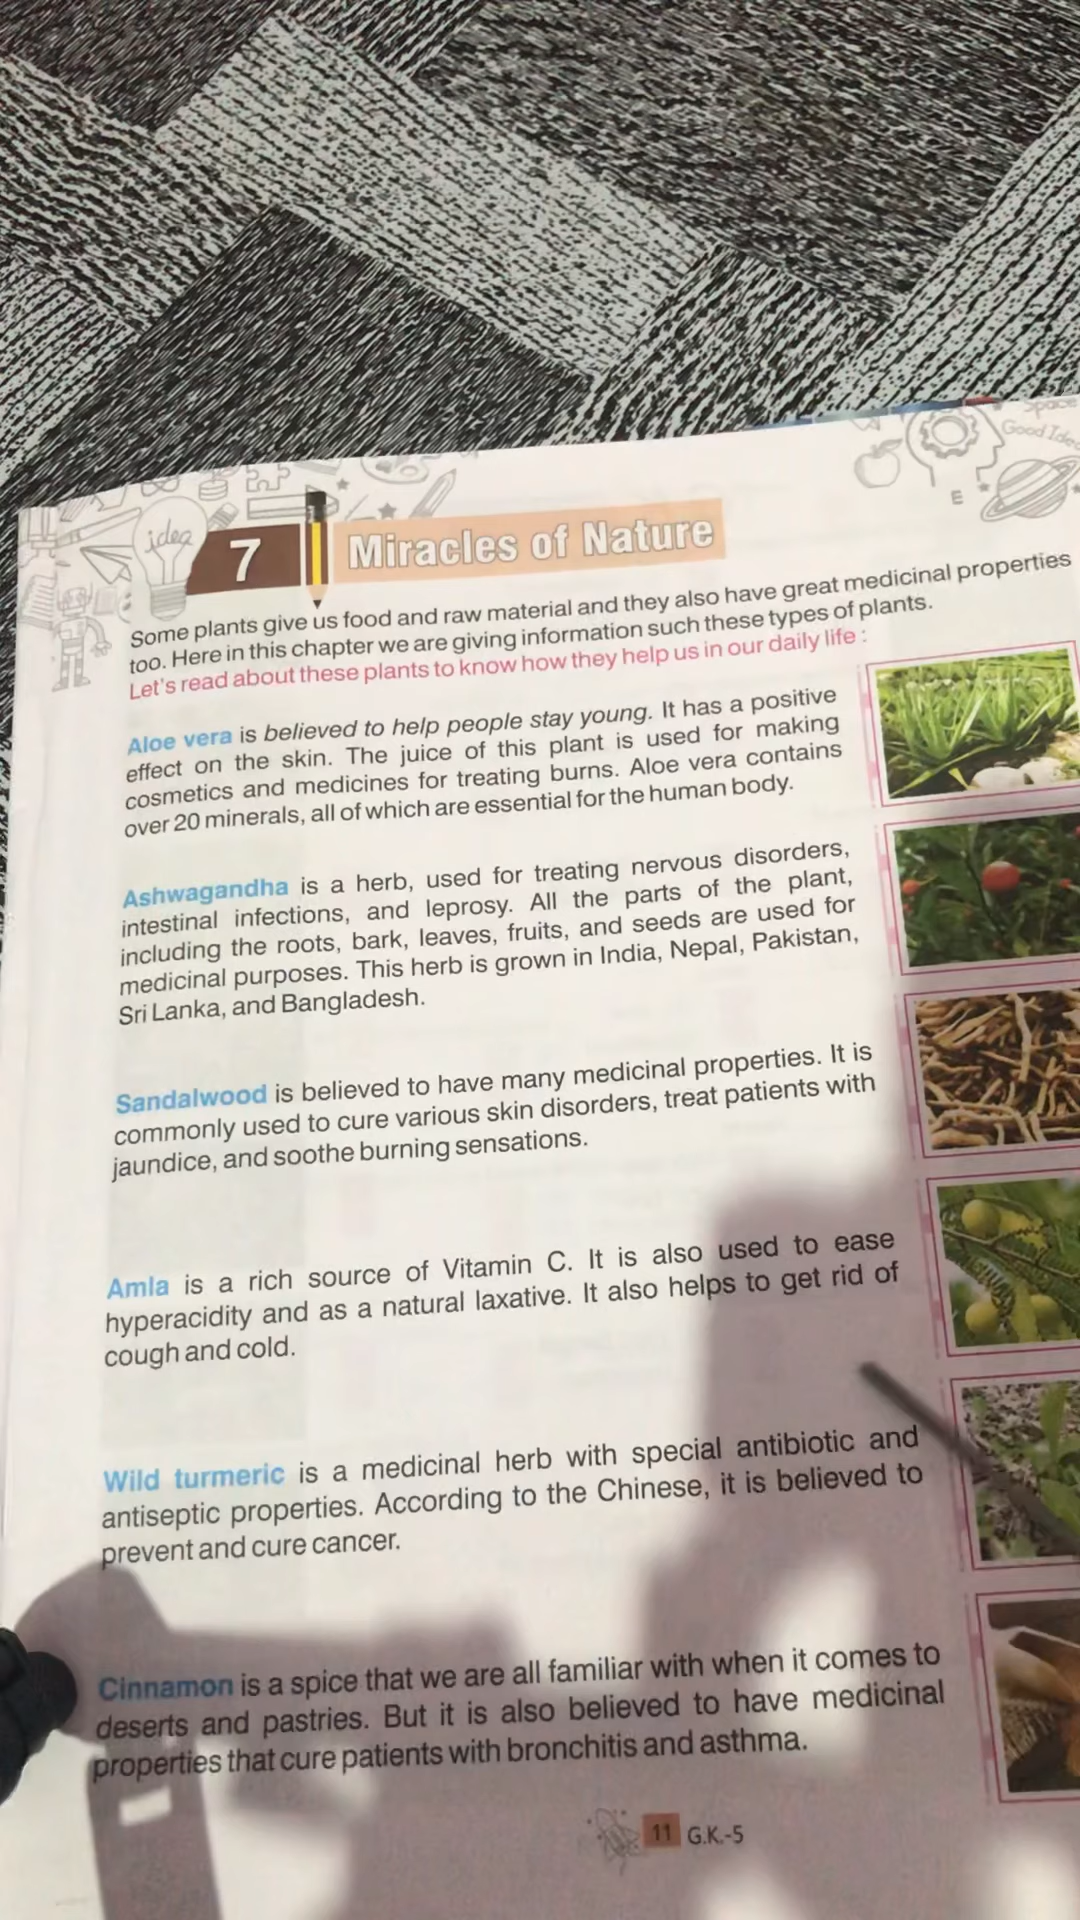 Space
Good Idea
E
idea
7
Miracles of Nature
Some plants give us food and raw material and they also have great medicinal properties
too. Here in this chapter we are giving information such these types of plants.
Let's read about these plants to know how they help us in our daily life :
Aloe vera is believed to help people stay young. It has a positive
effect on the skin. The juice of this plant is used for making
cosmetics and medicines for treating burns. Aloe vera contains
over 20 minerals, all of which are essential for the human body.
Ashwagandha is a herb, used for treating nervous disorders,
intestinal infections, and leprosy. All the parts of the plant,
including the roots, bark, leaves, fruits, and seeds are used for
medicinal purposes. This herb is grown in India, Nepal, Pakistan,
Sri Lanka, and Bangladesh.
Sandalwood is believed to have many medicinal properties. It is
commonly used to cure various skin disorders, treat patients with
jaundice, and soothe burning sensations.
Amla is a rich source of Vitamin C. It is also used to ease
hyperacidity and as a natural laxative. It also helps to get rid of
cough and cold.
Wild turmeric is a medicinal herb with special antibiotic and
antiseptic properties. According to the Chinese, it is believed to
prevent and cure cancer.
Cinnamon is a spice that we are all familiar with when it comes to
deserts and pastries. But it is also believed to have medicinal
properties that cure patients with bronchitis and asthma.
11 G.K.-5